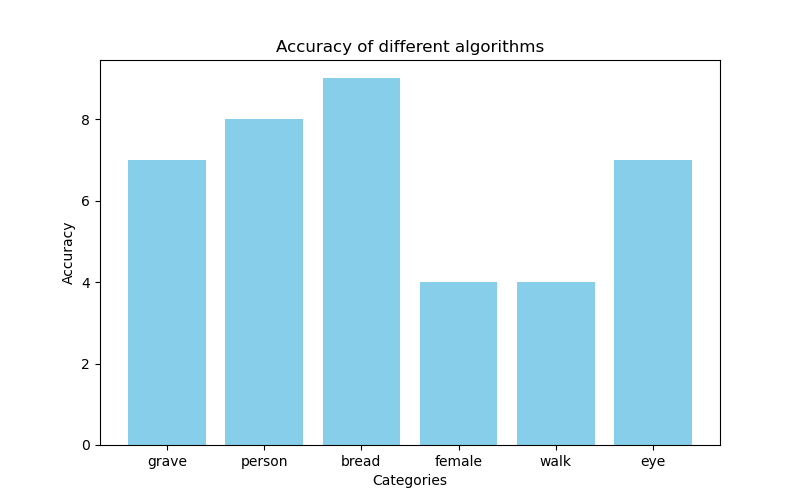 Accuracy of different algorithms
Accuracy
8
6
4
2
0
grave person bread female walk eye
Categories